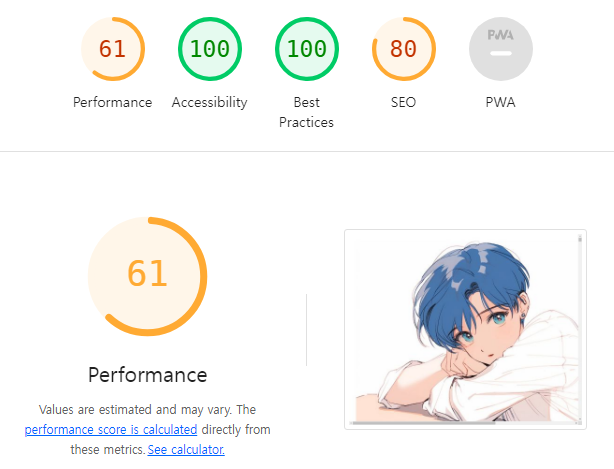 61
100
100
80
PWA
Performance
Accessibility
Best
Practices
SEO
PWA
61
Performance
Values are estimated and may vary. The
performance score is calculated directly from
these metrics. See calculator.